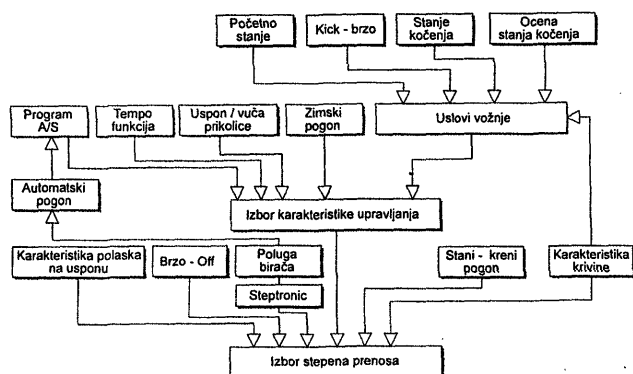 Početno
stanje
Kick - brzo
Stanje
kočenja
Ocena
stanja kočenja
Program
A/S
Tempo
funkcija
Uspon / vuča
prikolice
Zimski
pogon
Uslovi vožnje
Automatski
pogon
Izbor karakteristike upravljanja
Karakteristika polaska
na usponu
Brzo - Off
Poluga
birača
Steptronic
Stani - kreni
pogon
Karakteristika
krivine
Izbor stepena prenosa